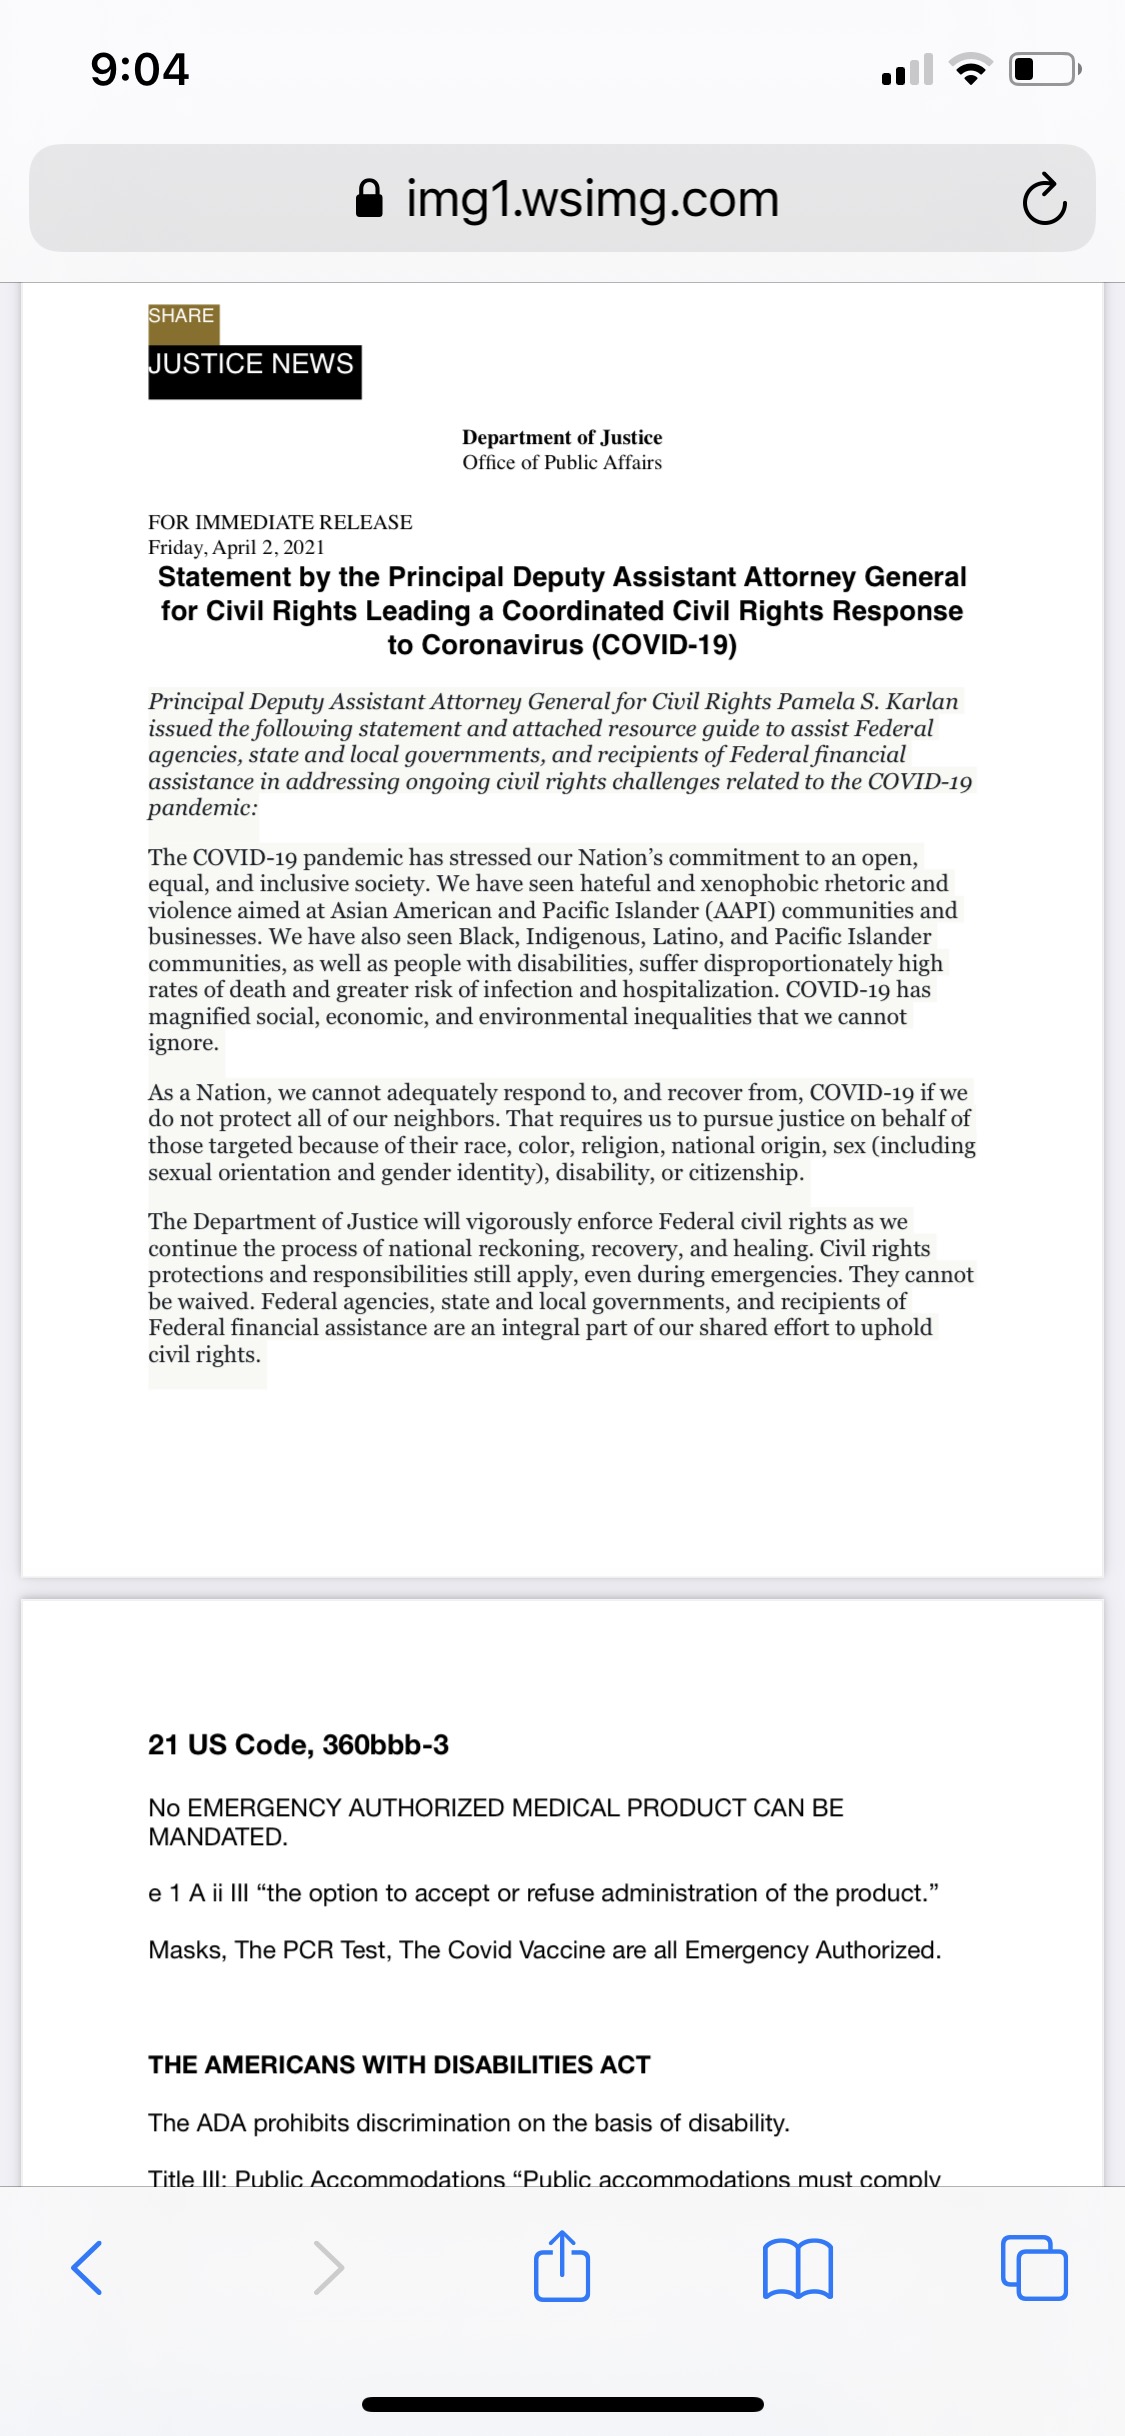 9:04
img1.wsimg.com
SHARE
JUSTICE NEWS
Department of Justice
Office of Public Affairs
FOR IMMEDIATE RELEASE
Friday, April 2, 2021
Statement by the Principal Deputy Assistant Attorney General
for Civil Rights Leading a Coordinated Civil Rights Response
to Coronavirus (COVID-19)
Principal Deputy Assistant Attorney General for Civil Rights Pamela S. Karlan
issued the following statement and attached resource guide to assist Federal
agencies, state and local governments, and recipients of Federal financial
assistance in addressing ongoing civil rights challenges related to the COVID-19
pandemic:
The COVID-19 pandemic has stressed our Nation’s commitment to an open,
equal, and inclusive society. We have seen hateful and xenophobic rhetoric and
violence aimed at Asian American and Pacific Islander (AAPI) communities and
businesses. We have also seen Black, Indigenous, Latino, and Pacific Islander
communities, as well as people with disabilities, suffer disproportionately high
rates of death and greater risk of infection and hospitalization. COVID-19 has
magnified social, economic, and environmental inequalities that we cannot
ignore.
As a Nation, we cannot adequately respond to, and recover from, COVID-19 if we
do not protect all of our neighbors. That requires us to pursue justice on behalf of
those targeted because of their race, color, religion, national origin, sex (including
sexual orientation and gender identity), disability, or citizenship.
The Department of Justice will vigorously enforce Federal civil rights as we
continue the process of national reckoning, recovery, and healing. Civil rights
protections and responsibilities still apply, even during emergencies. They cannot
be waived. Federal agencies, state and local governments, and recipients of
Federal financial assistance are an integral part of our shared effort to uphold
civil rights.
21 US Code, 360bbb-3
No EMERGENCY AUTHORIZED MEDICAL PRODUCT CAN BE
MANDATED.
e 1 A ii III “the option to accept or refuse administration of the product.”
Masks, The PCR Test, The Covid Vaccine are all Emergency Authorized.
THE AMERICANS WITH DISABILITIES ACT
The ADA prohibits discrimination on the basis of disability.
Title III: Public Accommodations “Public accommodations must comply